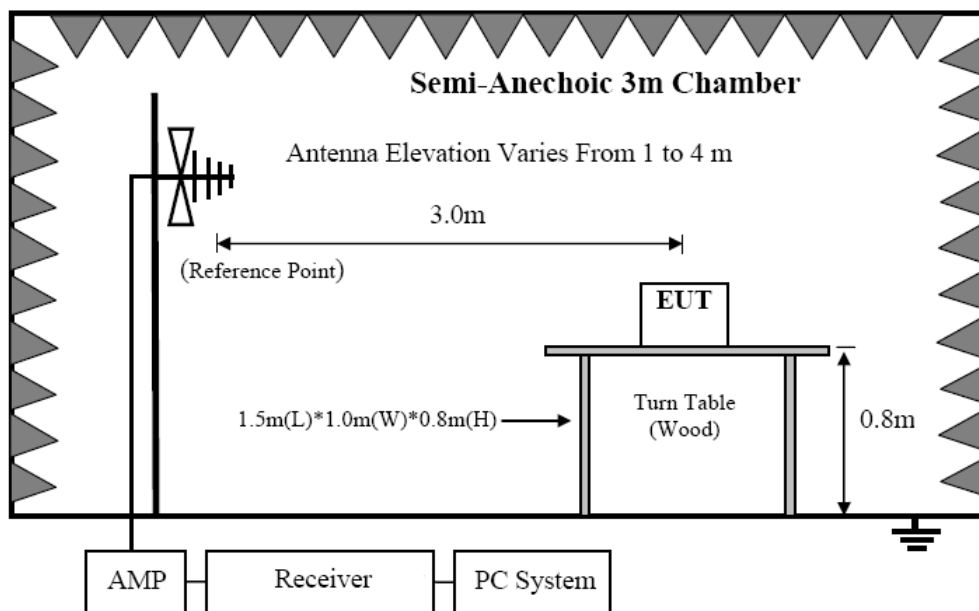 Semi-Anechoic 3m Chamber
Antenna Elevation Varies From 1 to 4 m
3.0m
(Reference Point)
EUT
1.5m(L)*1.0m(W)*0.8m(H)
Turn Table
(Wood)
0.8m
AMP
Receiver
PC System